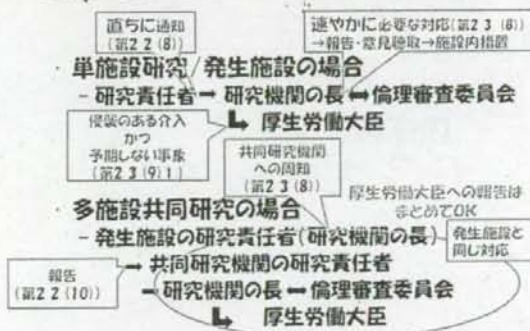 直ちに通知
(第22(8))
速やかに必要な対応(第23(8))
→報告・意見聴取→施設内措置
・単施設研究/発生施設の場合
－研究責任者→研究機関の長⇔倫理審査委員会
厚生労働大臣
侵襲のある介入
かつ
予期しない事象
(第23(9)1)
共同研究機関
への周知
(第23(8))
厚生労働大臣への報告は
まとめてOK
・多施設共同研究の場合
－発生施設の研究責任者(研究機関の長)
発生施設と
同じ対応
報告
(第22(10))
→共同研究機関の研究責任者
→研究機関の長⇔倫理審査委員会
厚生労働大臣